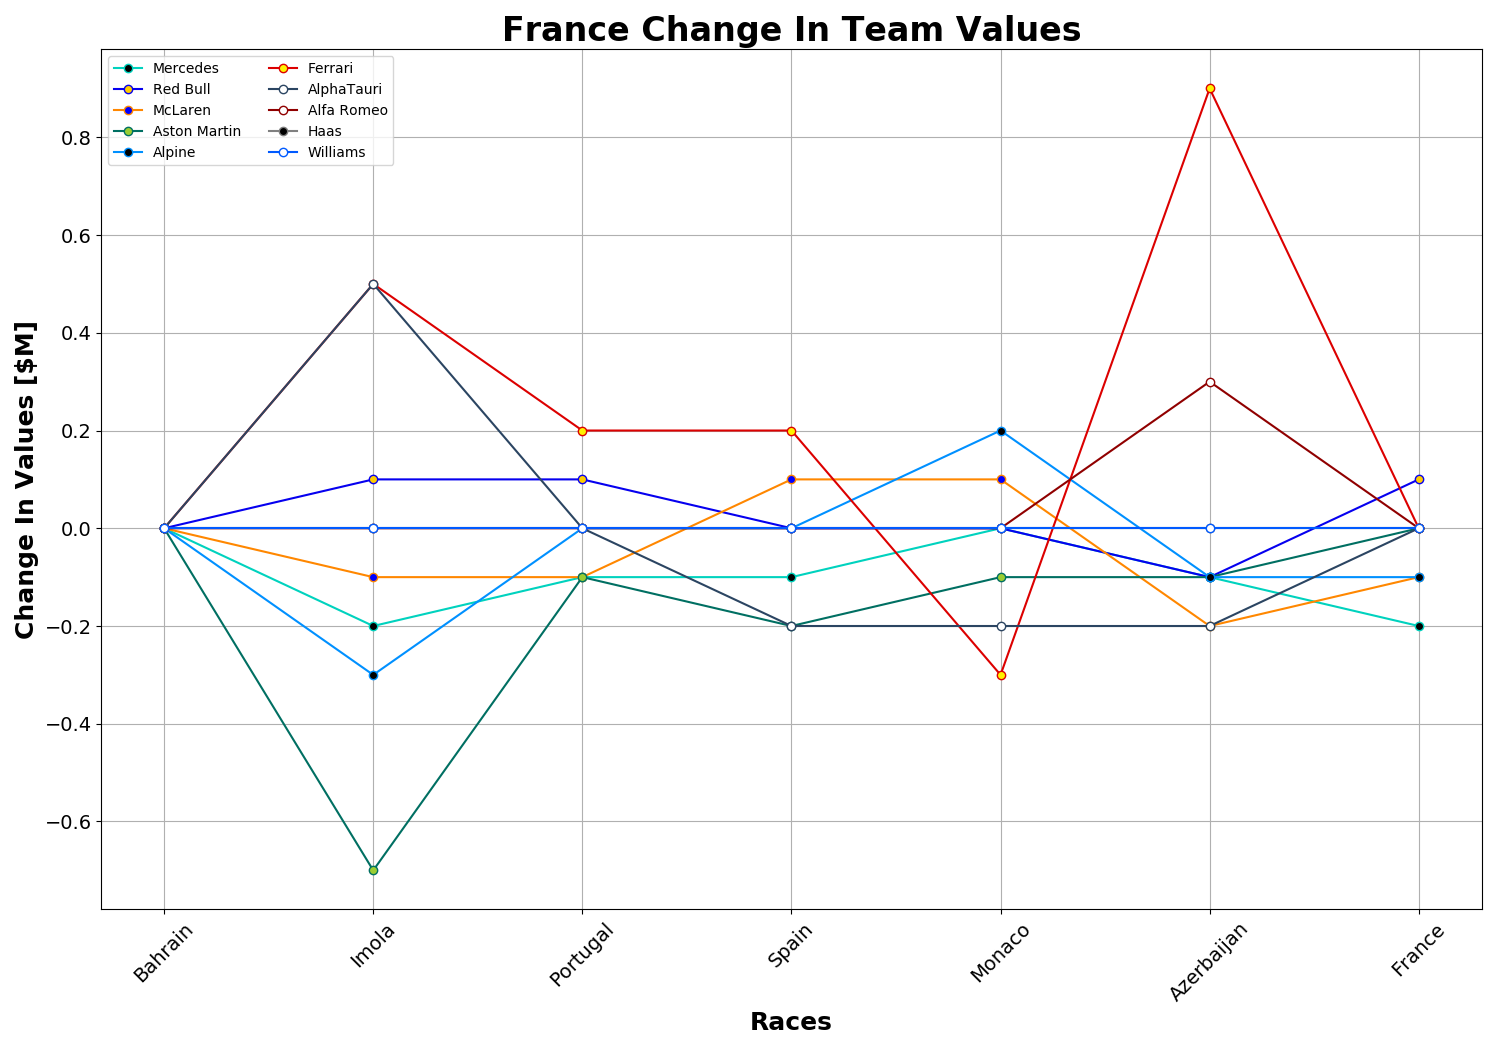 France Change In Team Values
Mercedes
Red Bull
McLaren
Aston Martin
Alpine
Ferrari
AlphaTauri
Alfa Romeo
Haas
Williams
Change In Values [$M]
0.8
0.6
0.4
0.2
0.0
−0.2
−0.4
−0.6
Bahrain
Imola
Portugal
Spain
Monaco
Azerbaijan
France
Races